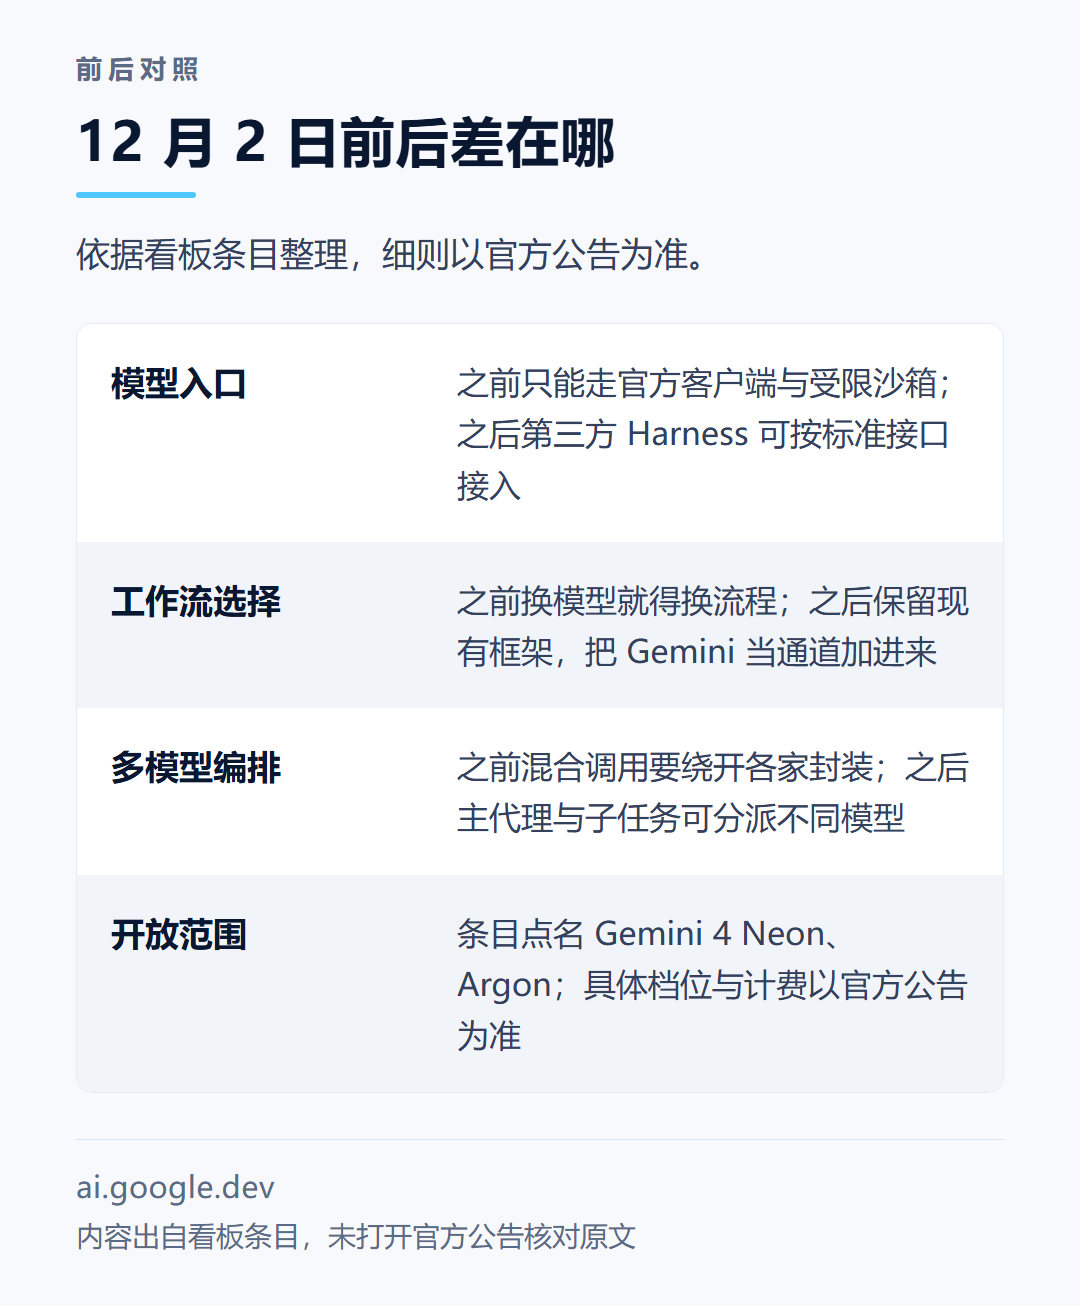 前后对照
12 月 2 日前后差在哪
依据看板条目整理，细则以官方公告为准。
模型入口
之前只能走官方客户端与受限沙箱；
之后第三方 Harness 可按标准接口
接入
工作流选择
之前换模型就得换流程；之后保留现
有框架，把 Gemini 当通道加进来
多模型编排
之前混合调用要绕开各家封装；之后
主代理与子任务可分派不同模型
开放范围
条目点名 Gemini 4 Neon、
Argon；具体档位与计费以官方公告
为准
ai.google.dev
内容出自看板条目，未打开官方公告核对原文